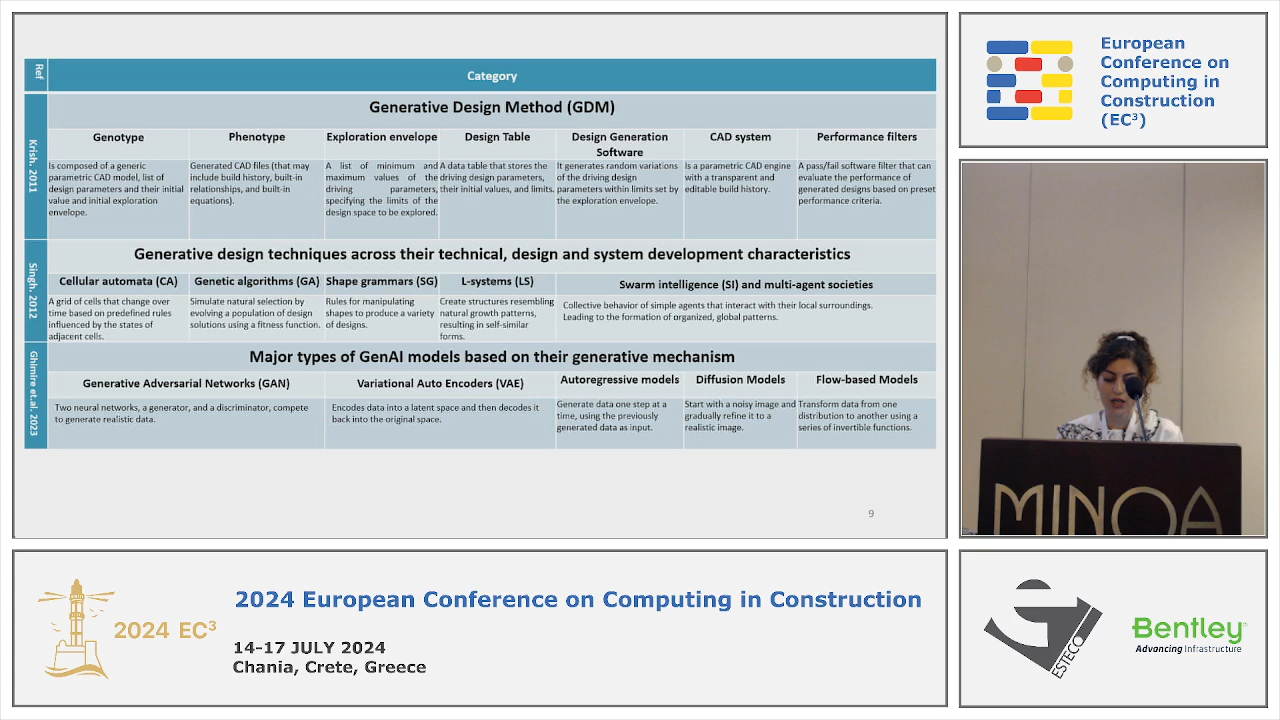 Ref
Category
Krish. 2011
Generative Design Method (GDM)
Genotype
Is composed of a generic
parametric CAD model, list of
design parameters and their initial
value and initial exploration
envelope.
Phenotype
Generated CAD files (that may
include build history, built-in
relationships, and built-in
equations).
Exploration envelope
A list of minimum and
maximum values of the
driving parameters,
specifying the limits of the
design space to be explored.
Design Table
A data table that stores the
driving design parameters,
their initial values, and limits.
Design Generation
Software
It generates random variations
of the driving design
parameters within limits set by
the exploration envelope.
CAD system
Is a parametric CAD engine
with a transparent and
editable build history.
Performance filters
A pass/fail software filter that can
evaluate the performance of
generated designs based on preset
performance criteria.
Singh. 2012
Generative design techniques across their technical, design and system development characteristics
Cellular automata (CA)
A grid of cells that change over
time based on predefined rules
influenced by the states of
adjacent cells.
Genetic algorithms (GA)
Simulate natural selection by
evolving a population of design
solutions using a fitness function.
Shape grammars (SG)
Rules for manipulating
shapes to produce a variety
of designs.
L-systems (LS)
Create structures resembling
natural growth patterns,
resulting in self-similar
forms.
Swarm intelligence (SI) and multi-agent societies
Collective behavior of simple agents that interact with their local surroundings.
Leading to the formation of organized, global patterns.
Ghimire et.al. 2023
Major types of GenAI models based on their generative mechanism
Generative Adversarial Networks (GAN)
Two neural networks, a generator, and a discriminator, compete
to generate realistic data.
Variational Auto Encoders (VAE)
Encodes data into a latent space and then decodes it
back into the original space.
Autoregressive models
Generate data one step at a
time, using the previously
generated data as input.
Diffusion Models
Start with a noisy image and
gradually refine it to a
realistic image.
Flow-based Models
Transform data from one
distribution to another using a
series of invertible functions.
9
European
Conference on
Computing in
Construction
(EC³)
MINOA
2024 EC³
2024 European Conference on Computing in Construction
14-17 JULY 2024
Chania, Crete, Greece
ESTECO
Bentley
Advancing Infrastructure